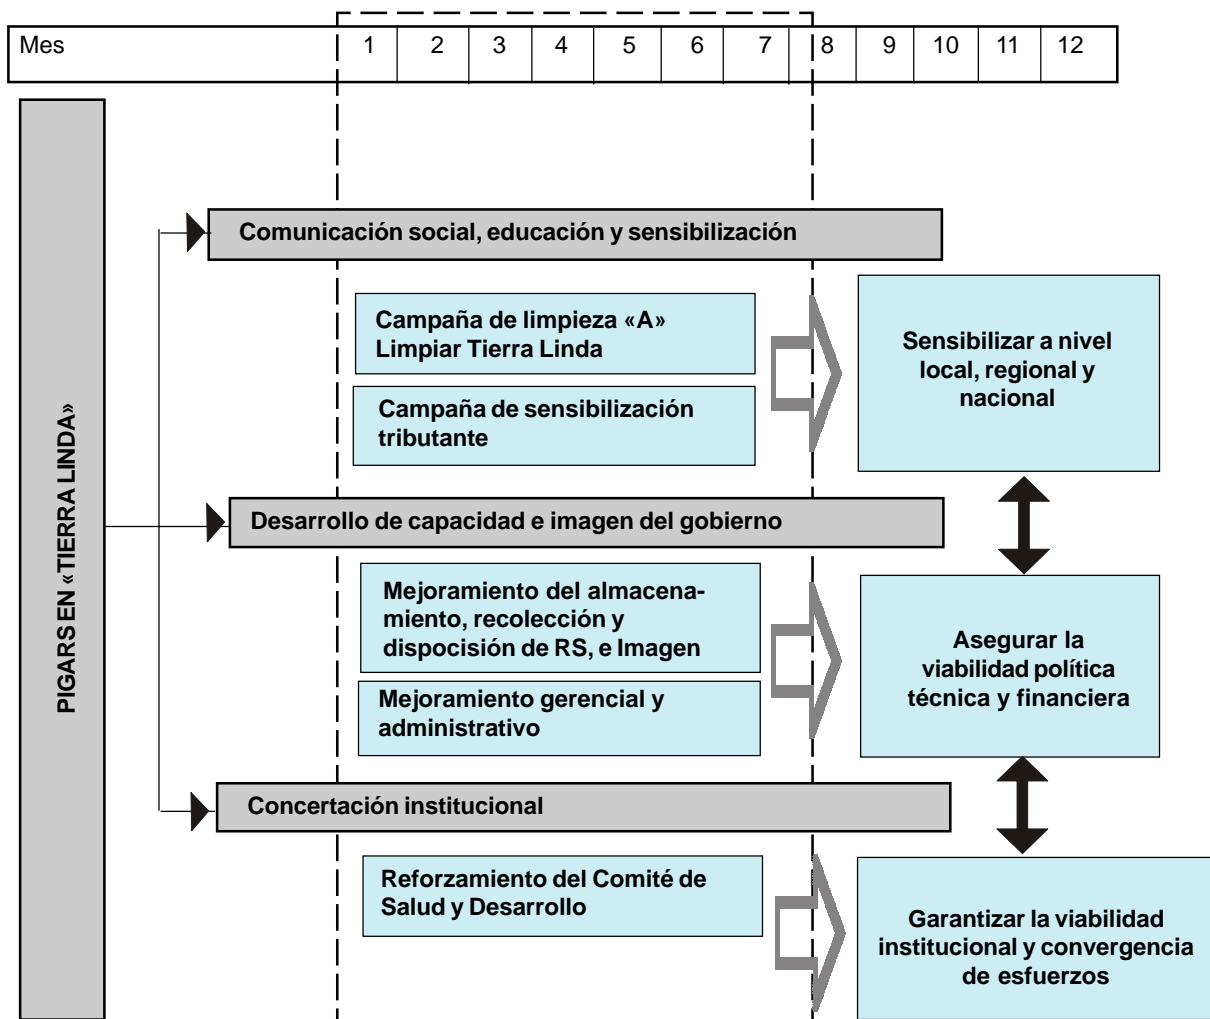 Mes 1 2 3 4 5 6 7 8 9 10 11 12
PIGARS EN «TIERRA LINDA»
Comunicación social, educación y sensibilización
Campaña de limpieza «A»
Limpiar Tierra Linda
Campaña de sensibilización
tributante
Sensibilizar a nivel
local, regional y
nacional
Desarrollo de capacidad e imagen del gobierno
Mejoramiento del almacena-
miento, recolección y
dispocisión de RS, e Imagen
Mejoramiento gerencial y
administrativo
Asegurar la
viabilidad política
técnica y financiera
Concertación institucional
Reforzamiento del Comité de
Salud y Desarrollo
Garantizar la viabilidad
institucional y convergencia
de esfuerzos